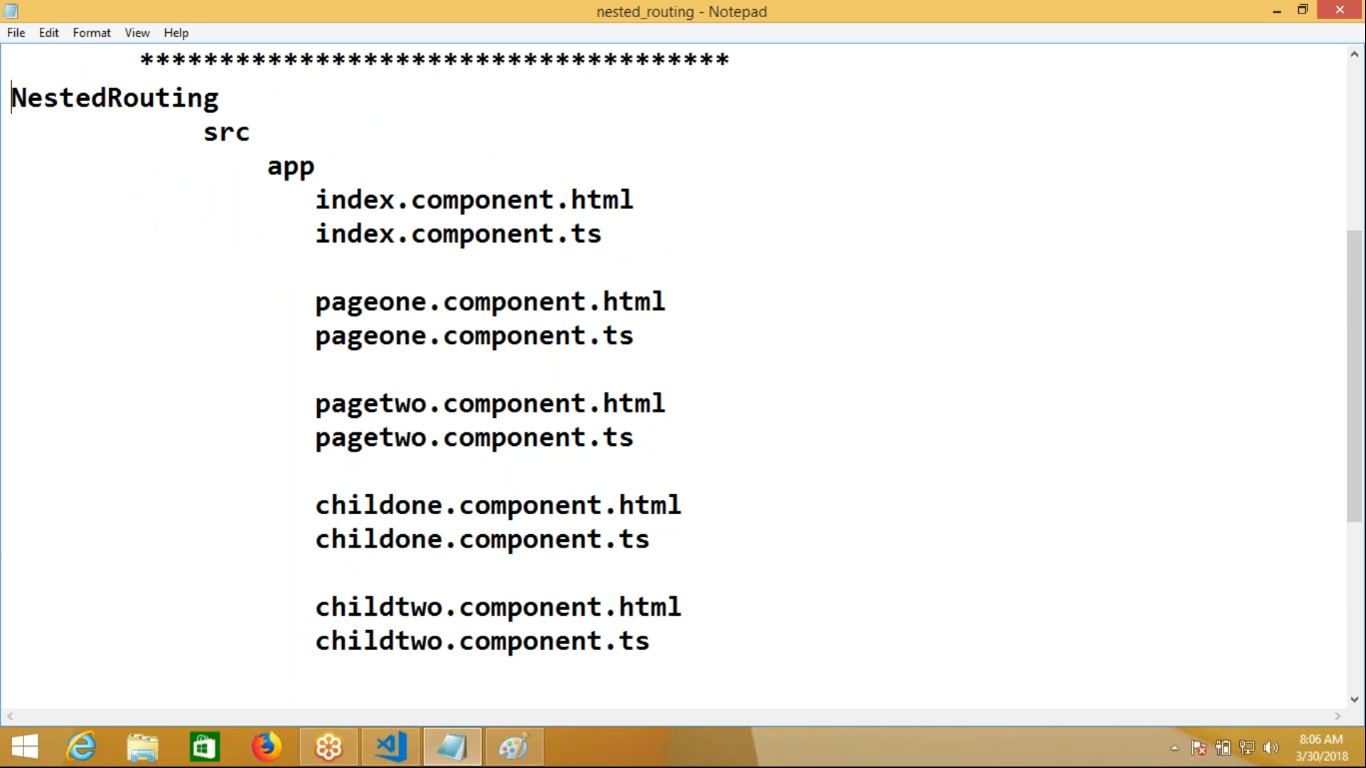 nested_routing - Notepad
File Edit Format View Help
*************************************
NestedRouting
src
app
index.component.html
index.component.ts
pageone.component.html
pageone.component.ts
pagetwo.component.html
pagetwo.component.ts
childone.component.html
childone.component.ts
childtwo.component.html
childtwo.component.ts
8:06 AM
3/30/2018